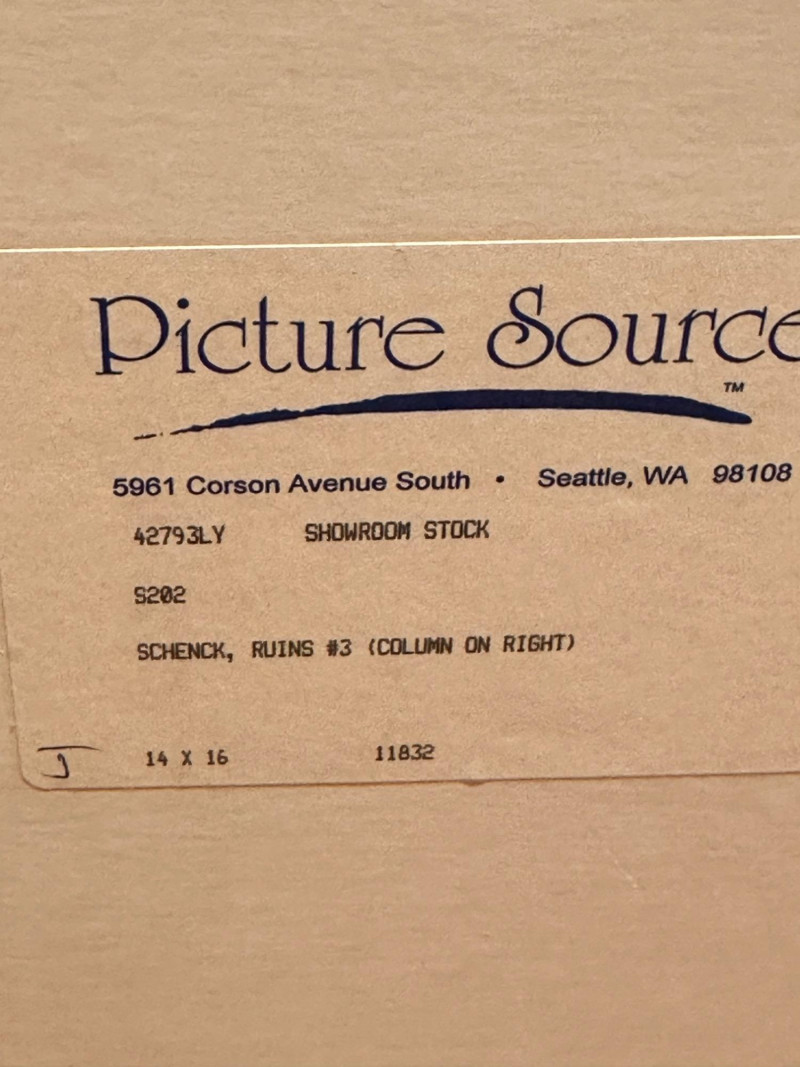 Picture Source
TM
5961 Corson Avenue South • Seattle, WA 98108
42793LY SHOWROOM STOCK
S202
SCHENCK, RUINS #3 (COLUMN ON RIGHT)
14 X 16 11832